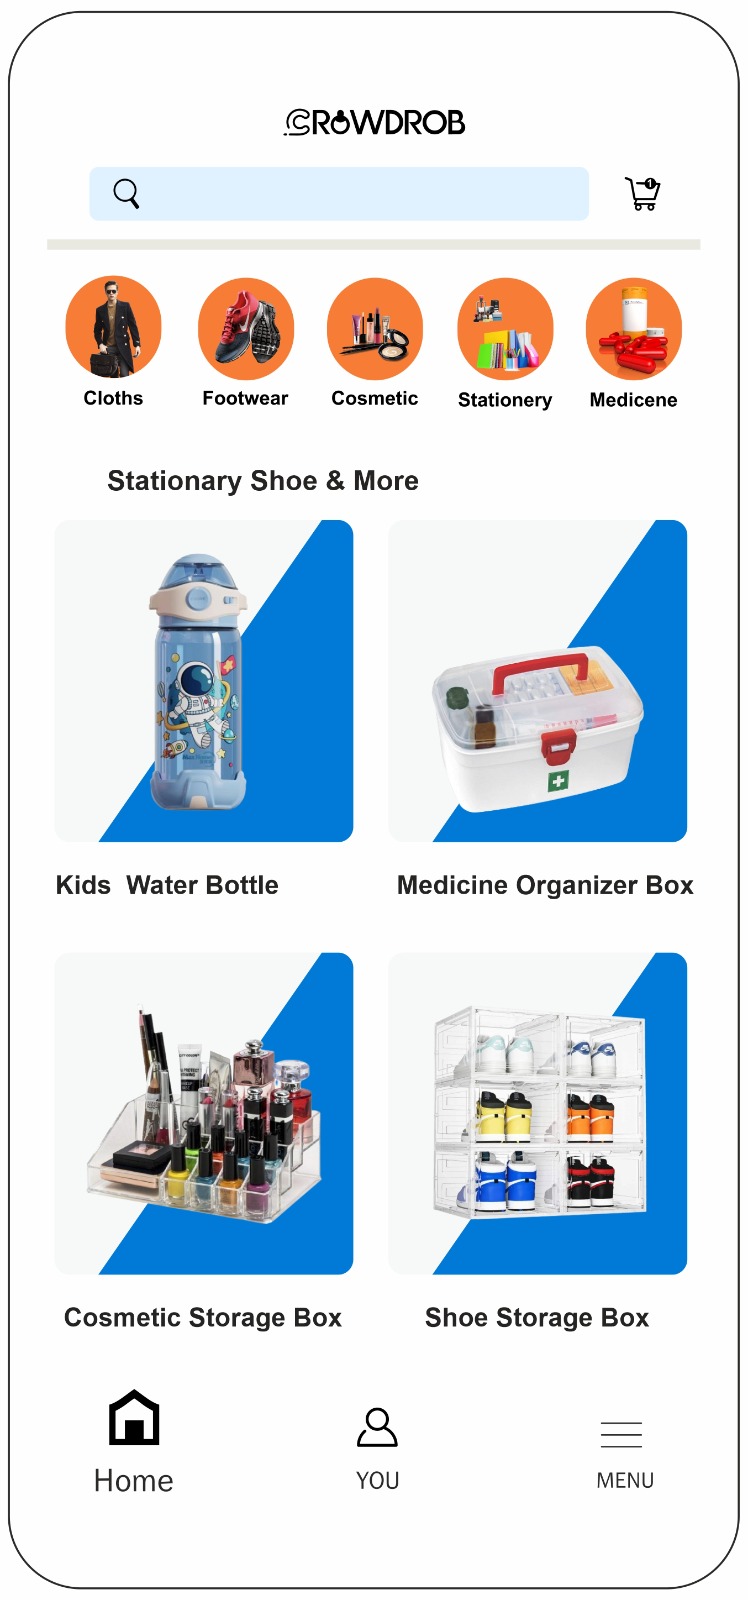 CROWDROB
1
Cloths
Footwear
Cosmetic
Stationery
Medicene
Stationary Shoe & More
Kids  Water Bottle
Medicine Organizer Box
Cosmetic Storage Box
Shoe Storage Box
Home
YOU
MENU